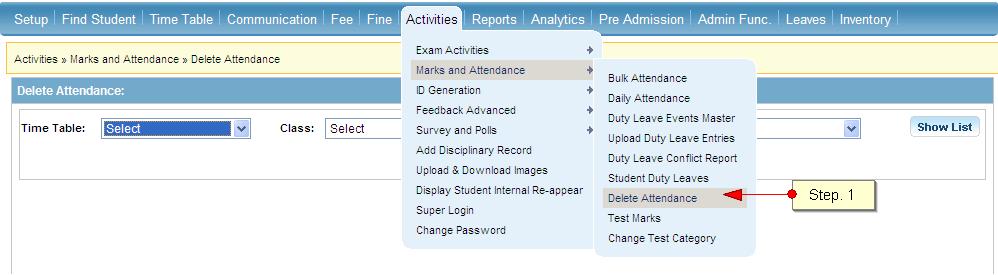 Setup Find Student Time Table Communication Fee Fine Activities Reports Analytics Pre Admission Admin Func. Leaves Inventory
Activities » Marks and Attendance » Delete Attendance
Delete Attendance:
Time Table: Select Class: Select Show List
Exam Activities
Marks and Attendance
ID Generation
Feedback Advanced
Survey and Polls
Add Disciplinary Record
Upload & Download Images
Display Student Internal Re-appear
Super Login
Change Password
Bulk Attendance
Daily Attendance
Duty Leave Events Master
Upload Duty Leave Entries
Duty Leave Conflict Report
Student Duty Leaves
Delete Attendance
Test Marks
Change Test Category
Step. 1